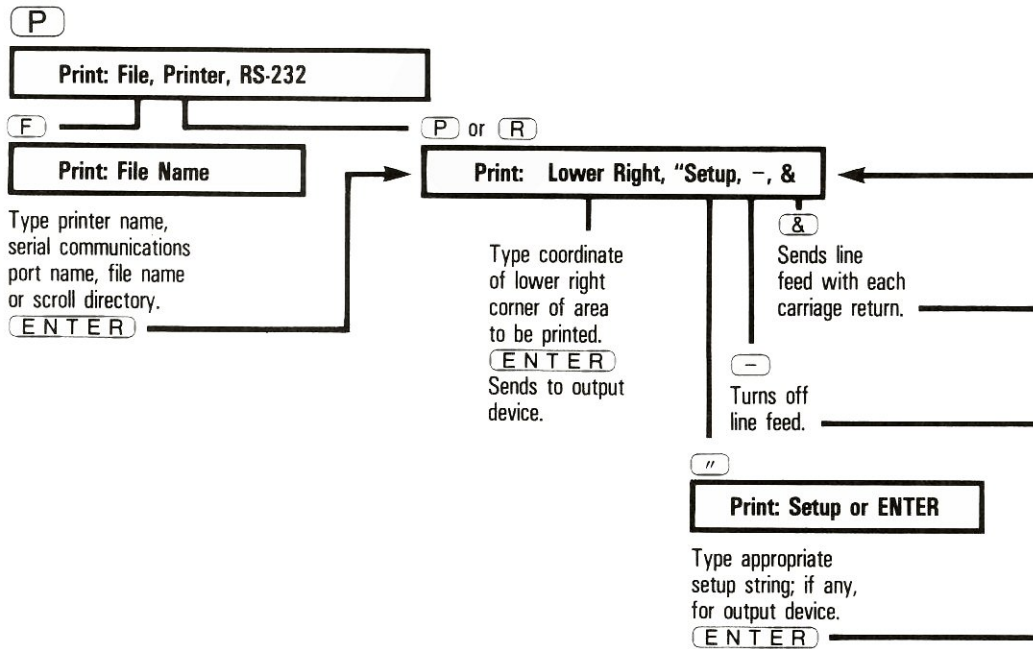 P
Print: File, Printer, RS-232
F
P or R
Print: File Name
Print: Lower Right, "Setup, –, &
Type printer name,
serial communications
port name, file name
or scroll directory.
ENTER
Type coordinate
of lower right
corner of area
to be printed.
ENTER
Sends to output
device.
&
Sends line
feed with each
carriage return.
–
Turns off
line feed.
"
Print: Setup or ENTER
Type appropriate
setup string; if any,
for output device.
ENTER